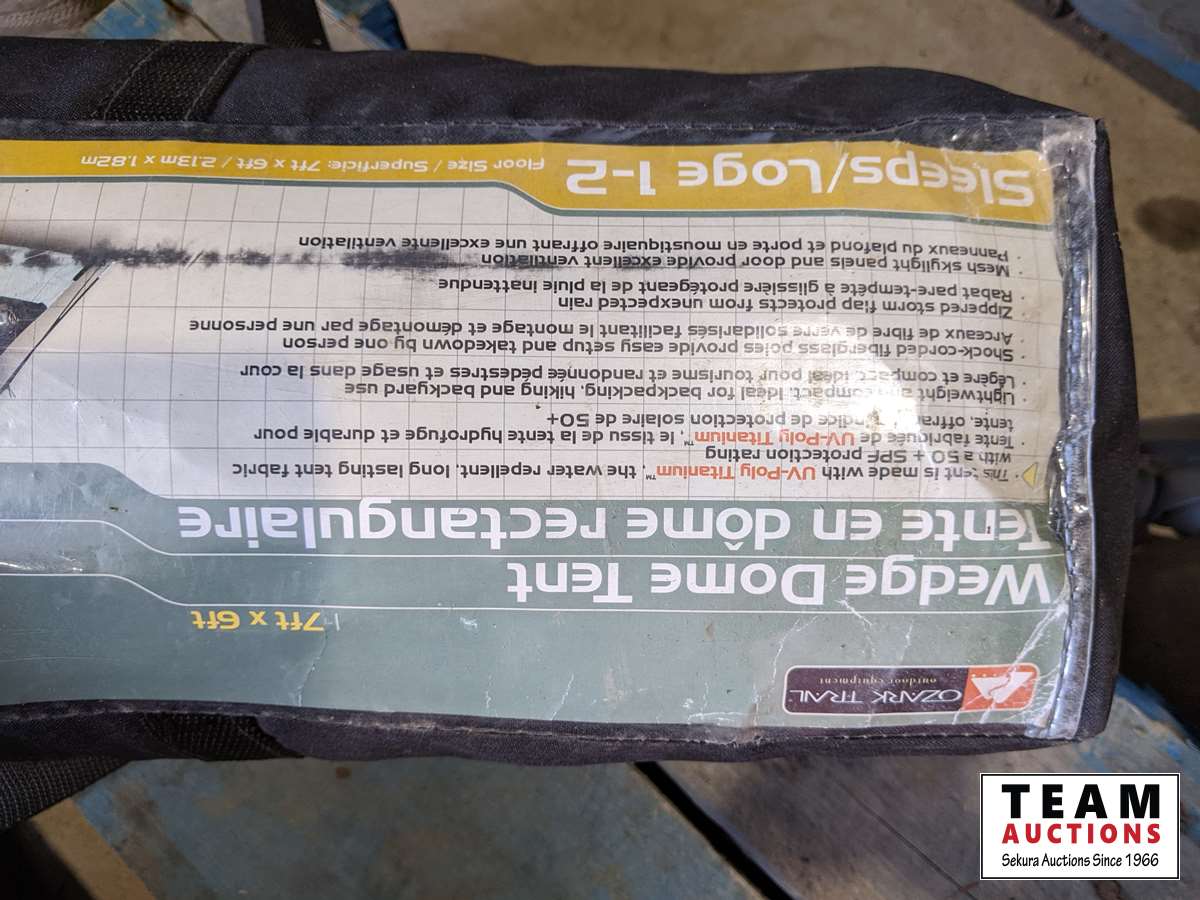 OZARK TRAIL
outdoor equipment
7ft x 6ft
Wedge Dome Tent
Tente en dôme rectangulaire
· This tent is made with UV-Poly Titanium™, the water repellent, long lasting tent fabric
with a 50 + SPF protection rating
· Tente fabriquée de UV-Poly Titanium™, le tissu de la tente hydrofuge et durable pour
tente, offrant de protection solaire de 50+
· Lightweight and compact. Ideal for backpacking, hiking and backyard use
· Légère et compact. Idéal pour tourisme et randonnée pédestres et usage dans la cour
· Shock-corded fiberglass poles provide easy setup and takedown by one person
· Arceaux de fibre de verre solidarisés facilitant le montage et démontage par une personne
· Zippered storm flap protects from unexpected rain
· Rabat pare-tempête à glissière protégeant de la pluie inattendue
· Mesh skylight panels and door provide excellent ventilation
· Panneaux du plafond et porte en moustiquaire offrant une excellente ventilation
Sleeps/Loge 1-2
Floor Size / Superficie: 7ft x 6ft / 2.13m x 1.82m
TEAM
AUCTIONS
Sekura Auctions Since 1966